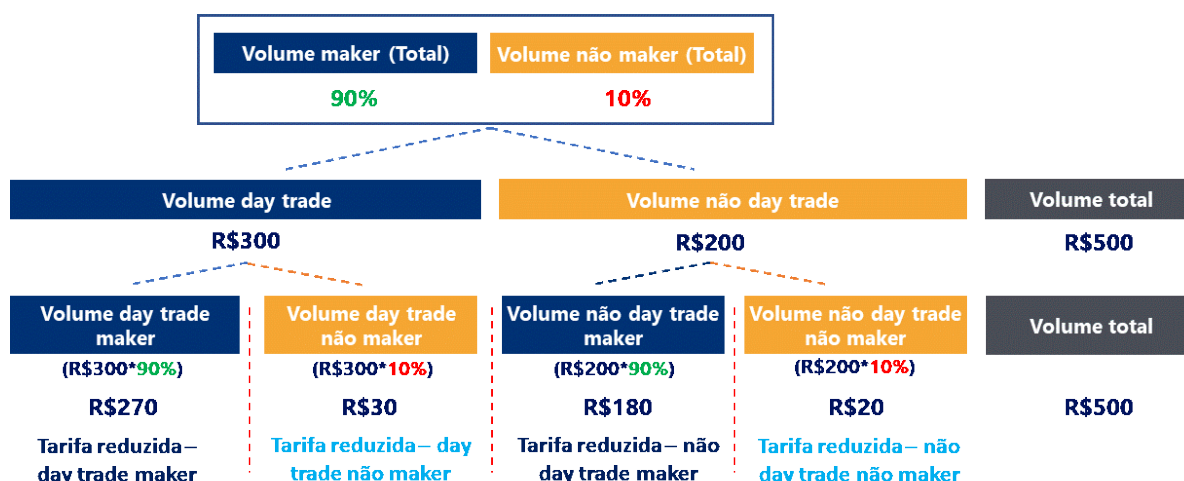 Volume maker (Total)
Volume não maker (Total)
90%
10%
Volume day trade
Volume não day trade
Volume total
R$300
R$200
R$500
Volume day trade
maker
Volume day trade
não maker
Volume não day trade
maker
Volume não day trade
não maker
Volume total
(R$300*90%)
(R$300*10%)
(R$200*90%)
(R$200*10%)
R$270
R$30
R$180
R$20
R$500
Tarifa reduzida –
day trade maker
Tarifa reduzida – day
trade não maker
Tarifa reduzida – não
day trade maker
Tarifa reduzida – não
day trade não maker